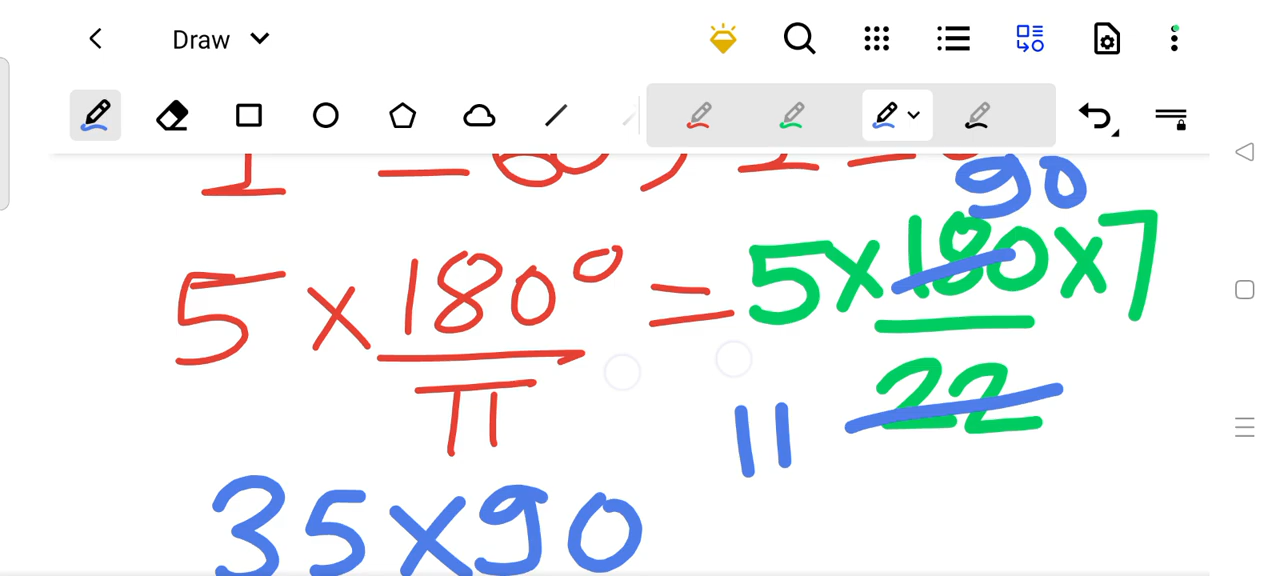 Draw
90
5 × 180° / π = 5 × 180 × 7 / 22
11
35 × 90